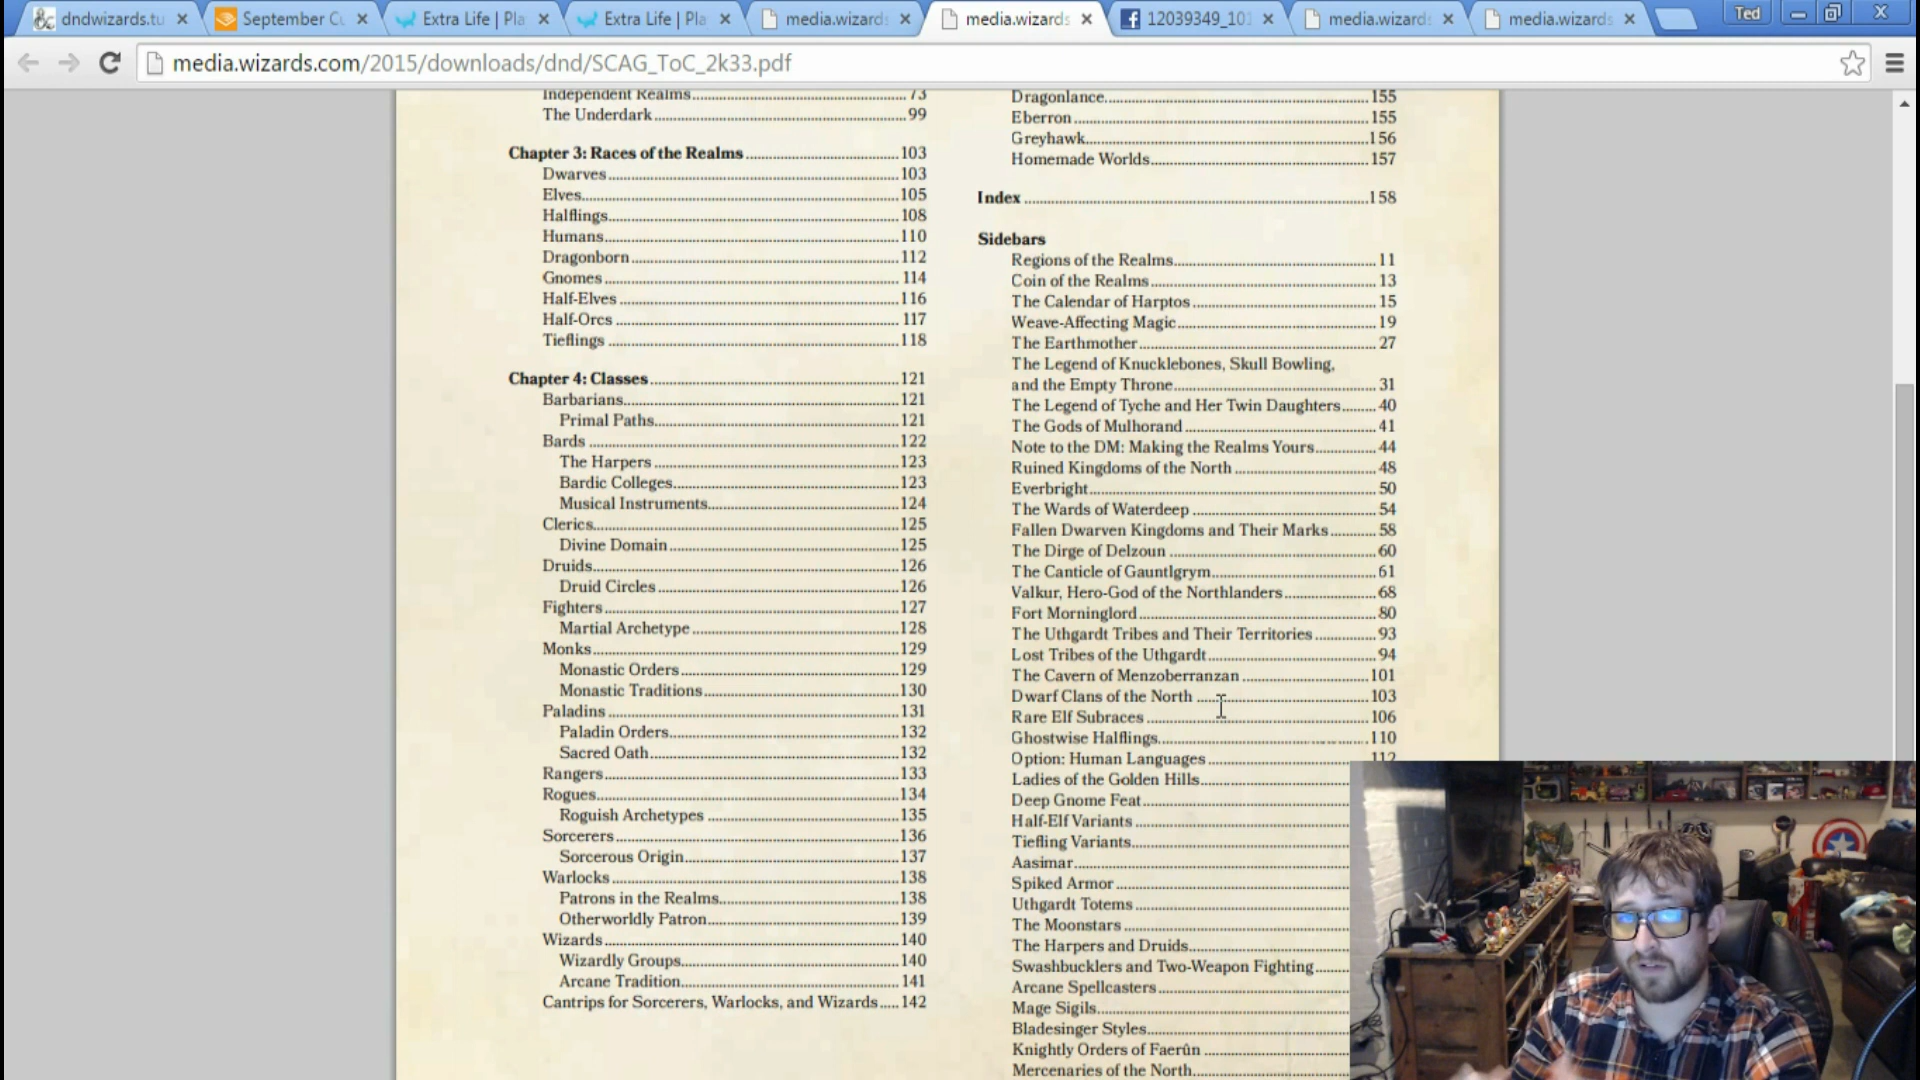 dndwizards.tu
September Cu
Extra Life | Pla
Extra Life | Pla
media.wizards
media.wizards
12039349_101
media.wizards
media.wizards
Ted
media.wizards.com/2015/downloads/dnd/SCAG_ToC_2k33.pdf
Independent Realms 73
The Underdark 99
Chapter 3: Races of the Realms 103
Dwarves 103
Elves 105
Halflings 108
Humans 110
Dragonborn 112
Gnomes 114
Half-Elves 116
Half-Orcs 117
Tieflings 118
Chapter 4: Classes 121
Barbarians 121
Primal Paths 121
Bards 122
The Harpers 123
Bardic Colleges 123
Musical Instruments 124
Clerics 125
Divine Domain 125
Druids 126
Druid Circles 126
Fighters 127
Martial Archetype 128
Monks 129
Monastic Orders 129
Monastic Traditions 130
Paladins 131
Paladin Orders 132
Sacred Oath 132
Rangers 133
Rogues 134
Roguish Archetypes 135
Sorcerers 136
Sorcerous Origin 137
Warlocks 138
Patrons in the Realms 138
Otherworldly Patron 139
Wizards 140
Wizardly Groups 140
Arcane Tradition 141
Cantrips for Sorcerers, Warlocks, and Wizards 142
Dragonlance 155
Eberron 155
Greyhawk 156
Homemade Worlds 157
Index 158
Sidebars
Regions of the Realms 11
Coin of the Realms 13
The Calendar of Harptos 15
Weave-Affecting Magic 19
The Earthmother 27
The Legend of Knucklebones, Skull Bowling,
and the Empty Throne 31
The Legend of Tyche and Her Twin Daughters 40
The Gods of Mulhorand 41
Note to the DM: Making the Realms Yours 44
Ruined Kingdoms of the North 48
Everbright 50
The Wards of Waterdeep 54
Fallen Dwarven Kingdoms and Their Marks 58
The Dirge of Delzoun 60
The Canticle of Gauntlgrym 61
Valkur, Hero-God of the Northlanders 68
Fort Morninglord 80
The Uthgardt Tribes and Their Territories 93
Lost Tribes of the Uthgardt 94
The Cavern of Menzoberranzan 101
Dwarf Clans of the North 103
Rare Elf Subraces 106
Ghostwise Halflings 110
Option: Human Languages 112
Ladies of the Golden Hills
Deep Gnome Feat
Half-Elf Variants
Tiefling Variants
Aasimar
Spiked Armor
Uthgardt Totems
The Moonstars
The Harpers and Druids
Swashbucklers and Two-Weapon Fighting
Arcane Spellcasters
Mage Sigils
Bladesinger Styles
Knightly Orders of Faerûn
Mercenaries of the North